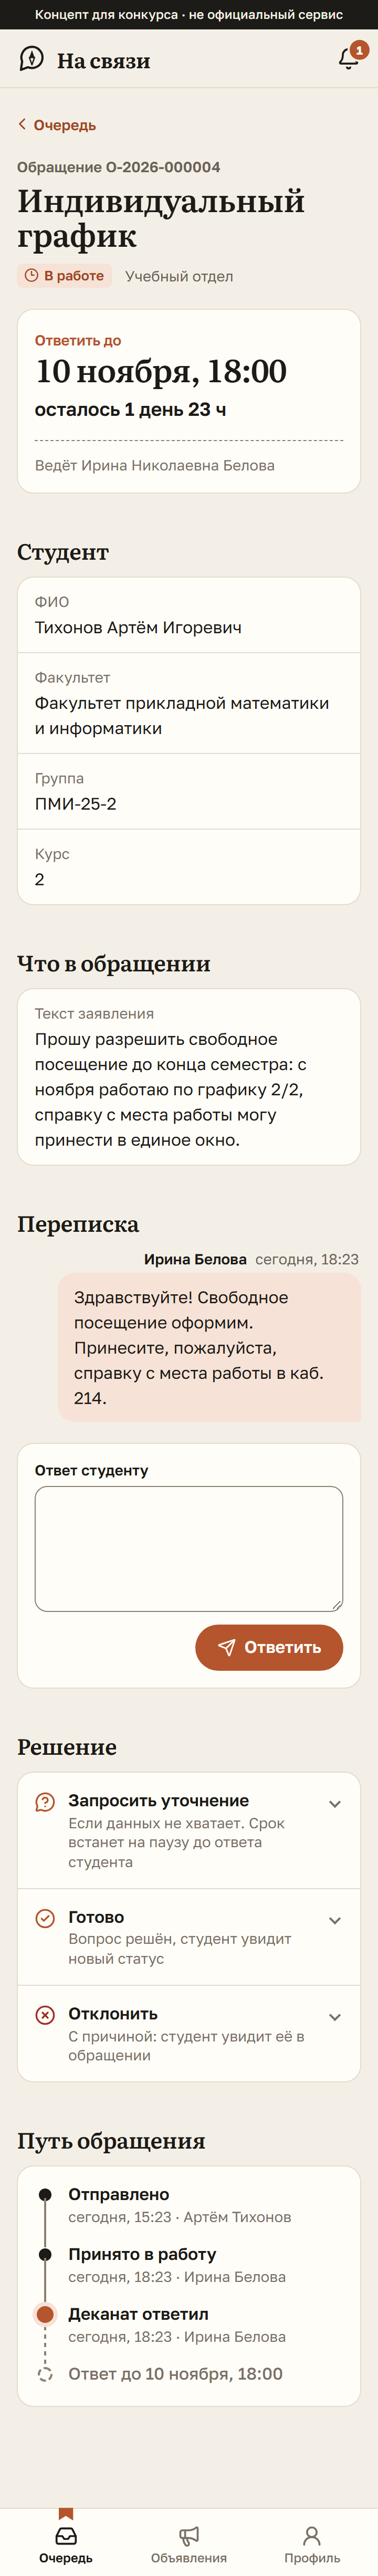 Концепт для конкурса · не официальный сервис
На связи
1
Очередь
Обращение О-2026-000004
Индивидуальный
график
В работе
Учебный отдел
Ответить до
10 ноября, 18:00
осталось 1 день 23 ч
Ведёт Ирина Николаевна Белова
Студент
ФИО
Тихонов Артём Игоревич
Факультет
Факультет прикладной математики
и информатики
Группа
ПМИ-25-2
Курс
2
Что в обращении
Текст заявления
Прошу разрешить свободное
посещение до конца семестра: с
ноября работаю по графику 2/2,
справку с места работы могу
принести в единое окно.
Переписка
Ирина Белова сегодня, 18:23
Здравствуйте! Свободное
посещение оформим.
Принесите, пожалуйста,
справку с места работы в каб.
214.
Ответ студенту
Ответить
Решение
Запросить уточнение
Если данных не хватает. Срок
встанет на паузу до ответа
студента
Готово
Вопрос решён, студент увидит
новый статус
Отклонить
С причиной: студент увидит её в
обращении
Путь обращения
Отправлено
сегодня, 15:23 · Артём Тихонов
Принято в работу
сегодня, 18:23 · Ирина Белова
Деканат ответил
сегодня, 18:23 · Ирина Белова
Ответ до 10 ноября, 18:00
Очередь
Объявления
Профиль